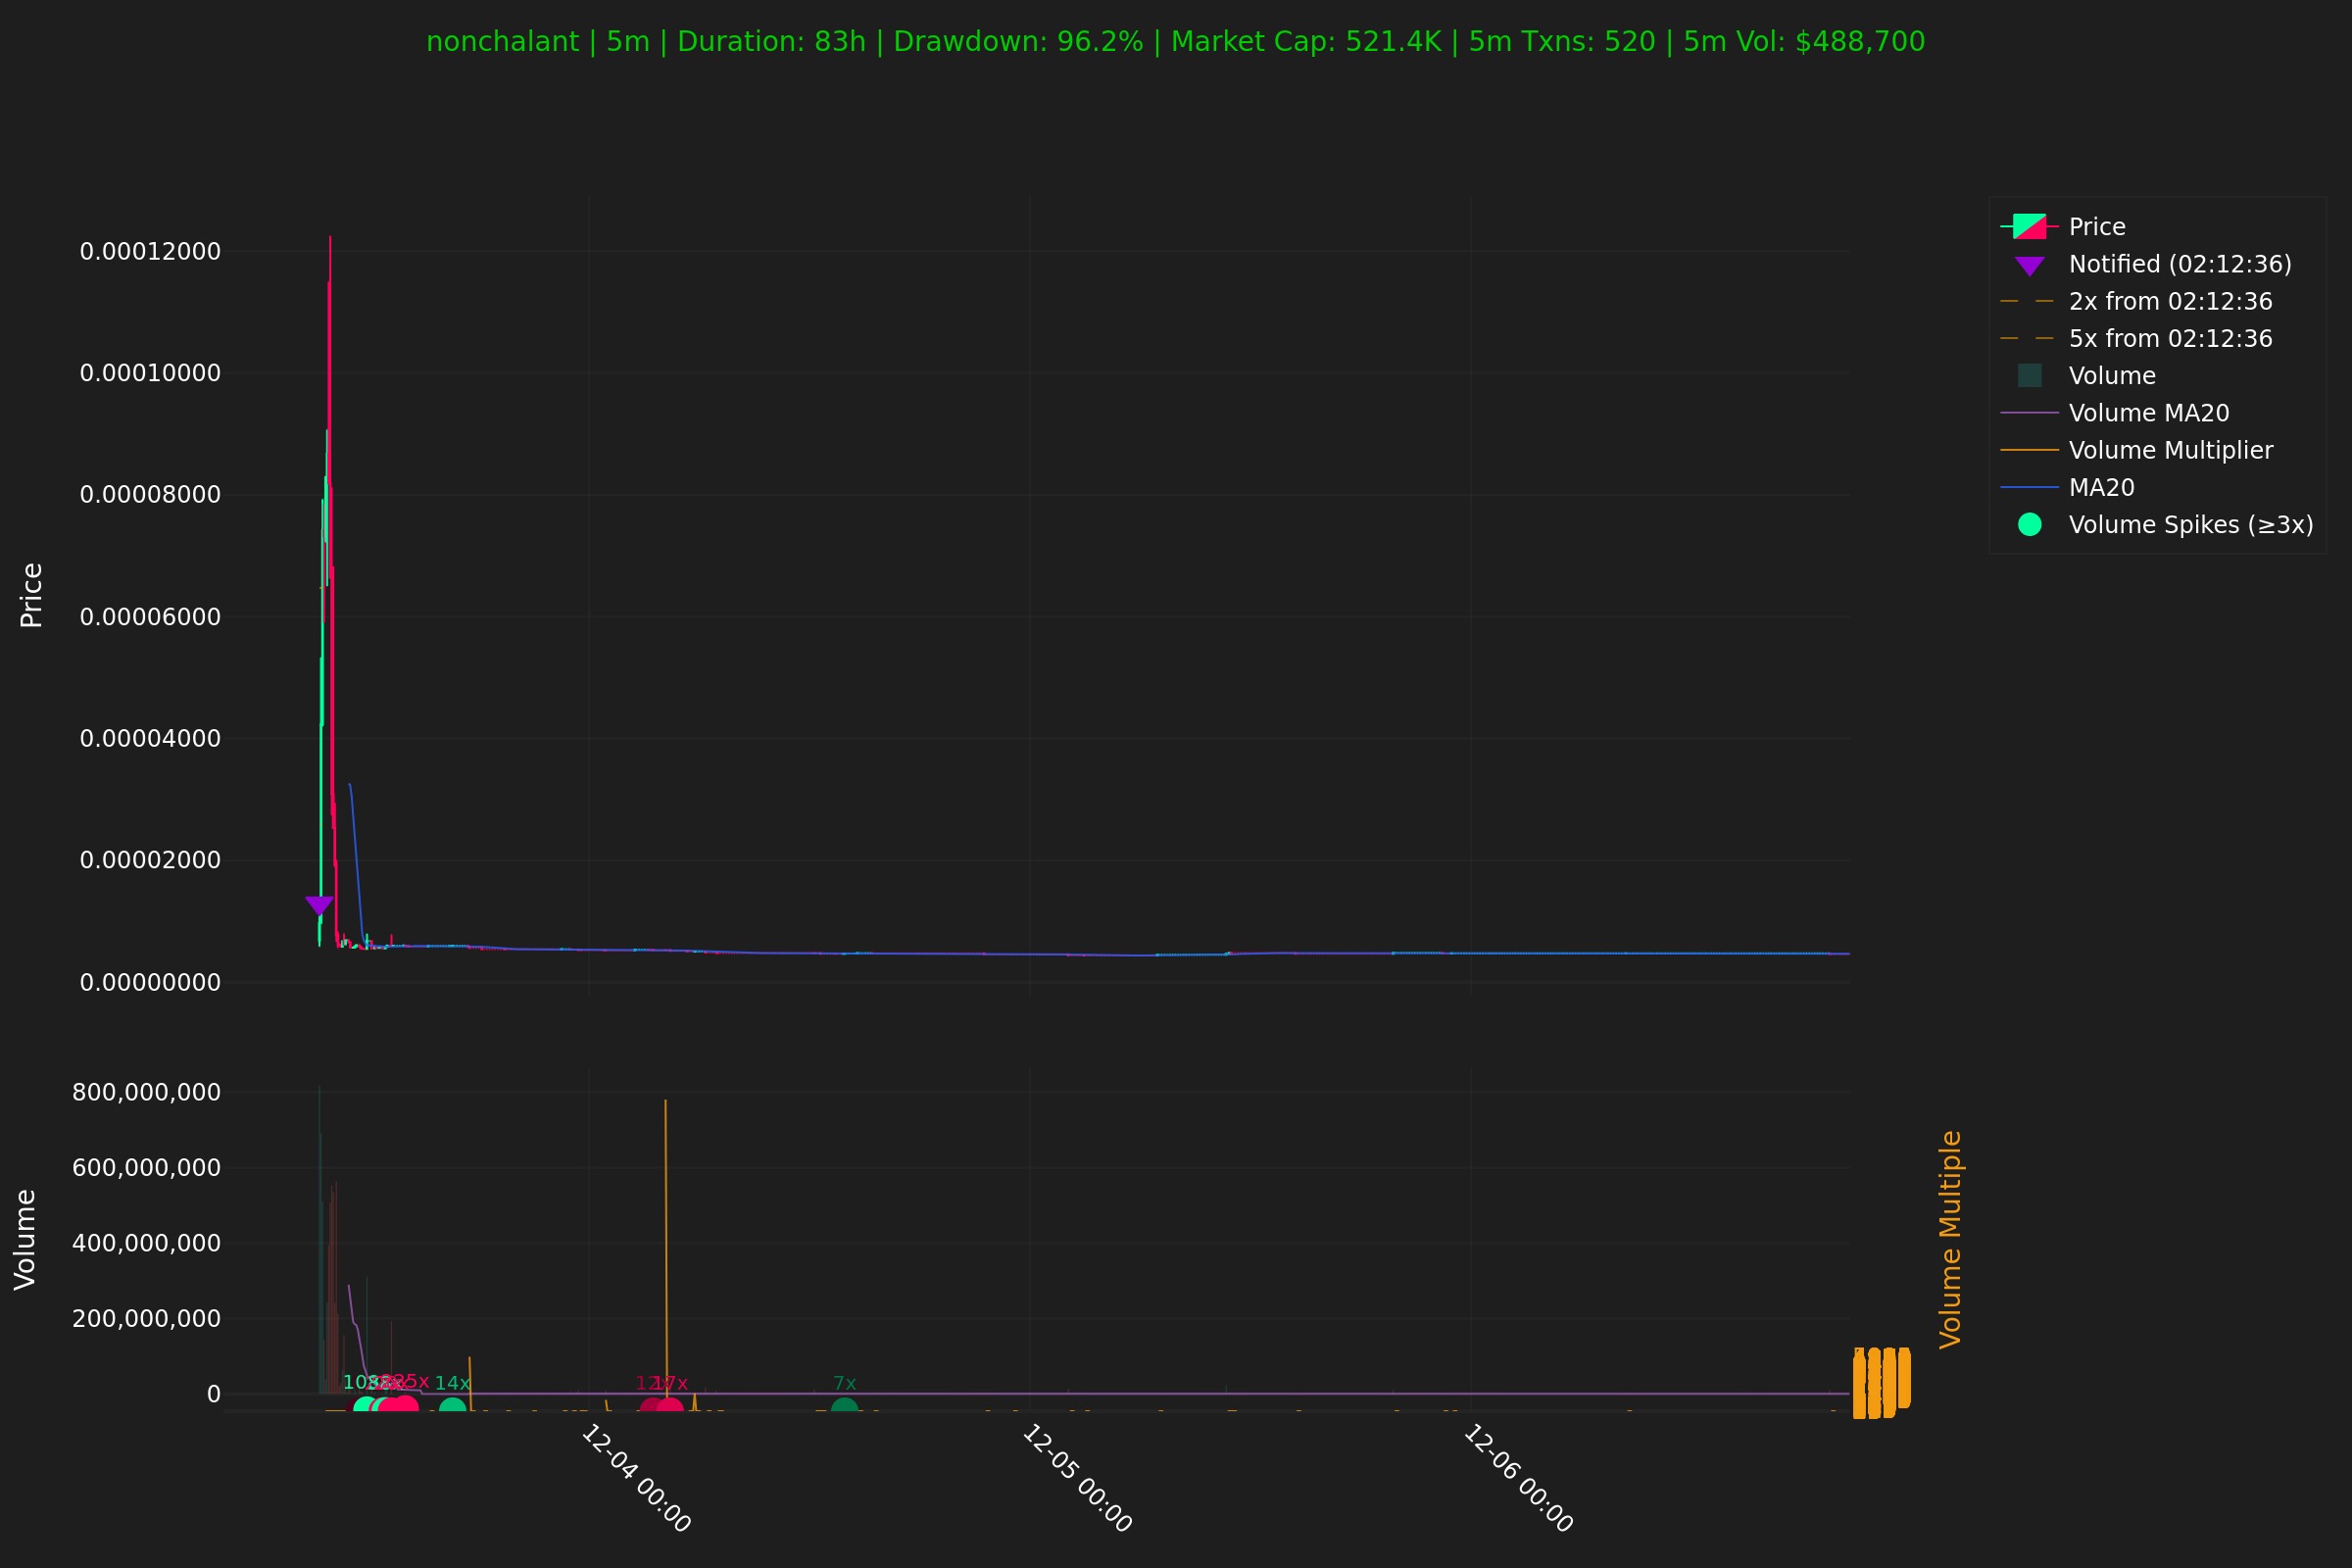 nonchalant | 5m | Duration: 83h | Drawdown: 96.2% | Market Cap: 521.4K | 5m Txns: 520 | 5m Vol: $488,700
Price
0.00012000
0.00010000
0.00008000
0.00006000
0.00004000
0.00002000
0.00000000
Price
Notified (02:12:36)
2x from 02:12:36
5x from 02:12:36
Volume
Volume MA20
Volume Multiplier
MA20
Volume Spikes (≥3x)
Volume
800,000,000
600,000,000
400,000,000
200,000,000
0
14x
17x
7x
Volume Multiple
12-04 00:00
12-05 00:00
12-06 00:00